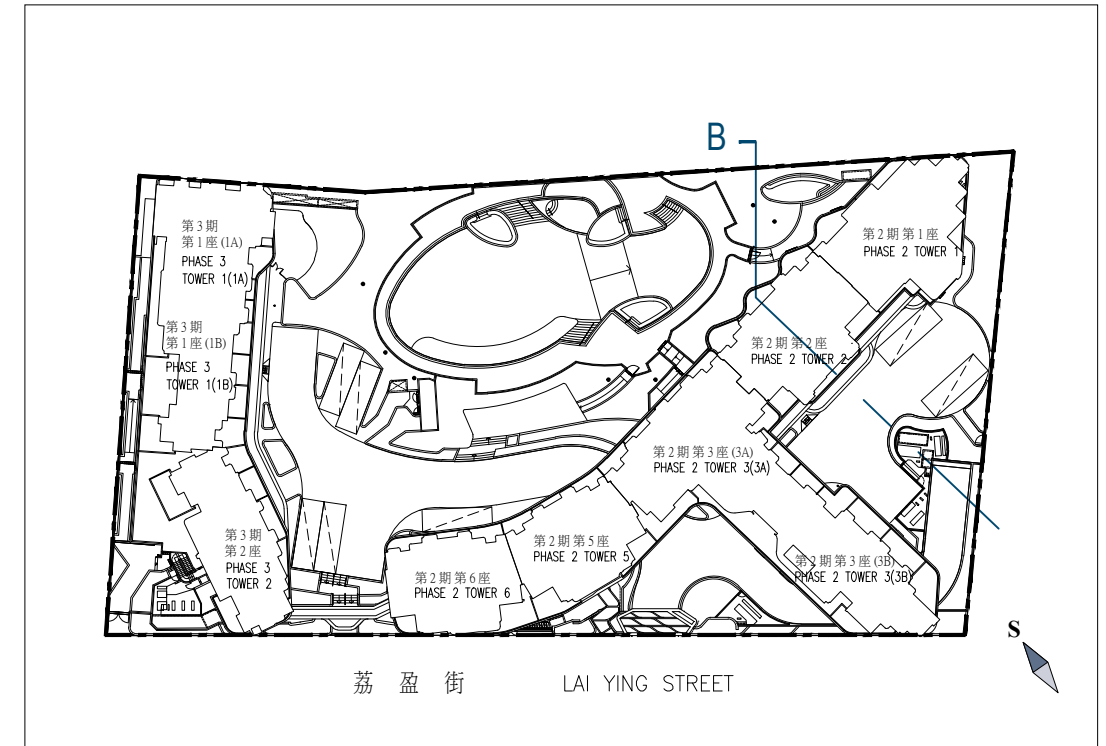 B
第3期
第1座(1A)
PHASE 3
TOWER 1(1A)
第2期第1座
PHASE 2 TOWER 1
第3期
第1座(1B)
PHASE 3
TOWER 1(1B)
第2期第2座
PHASE 2 TOWER 2
第2期第3座(3A)
PHASE 2 TOWER 3(3A)
第3期
第2座
PHASE 3
TOWER 2
第2期第5座
PHASE 2 TOWER 5
第2期第6座
PHASE 2 TOWER 6
第2期第3座(3B)
PHASE 2 TOWER 3(3B)
S
荔盈街 LAI YING STREET